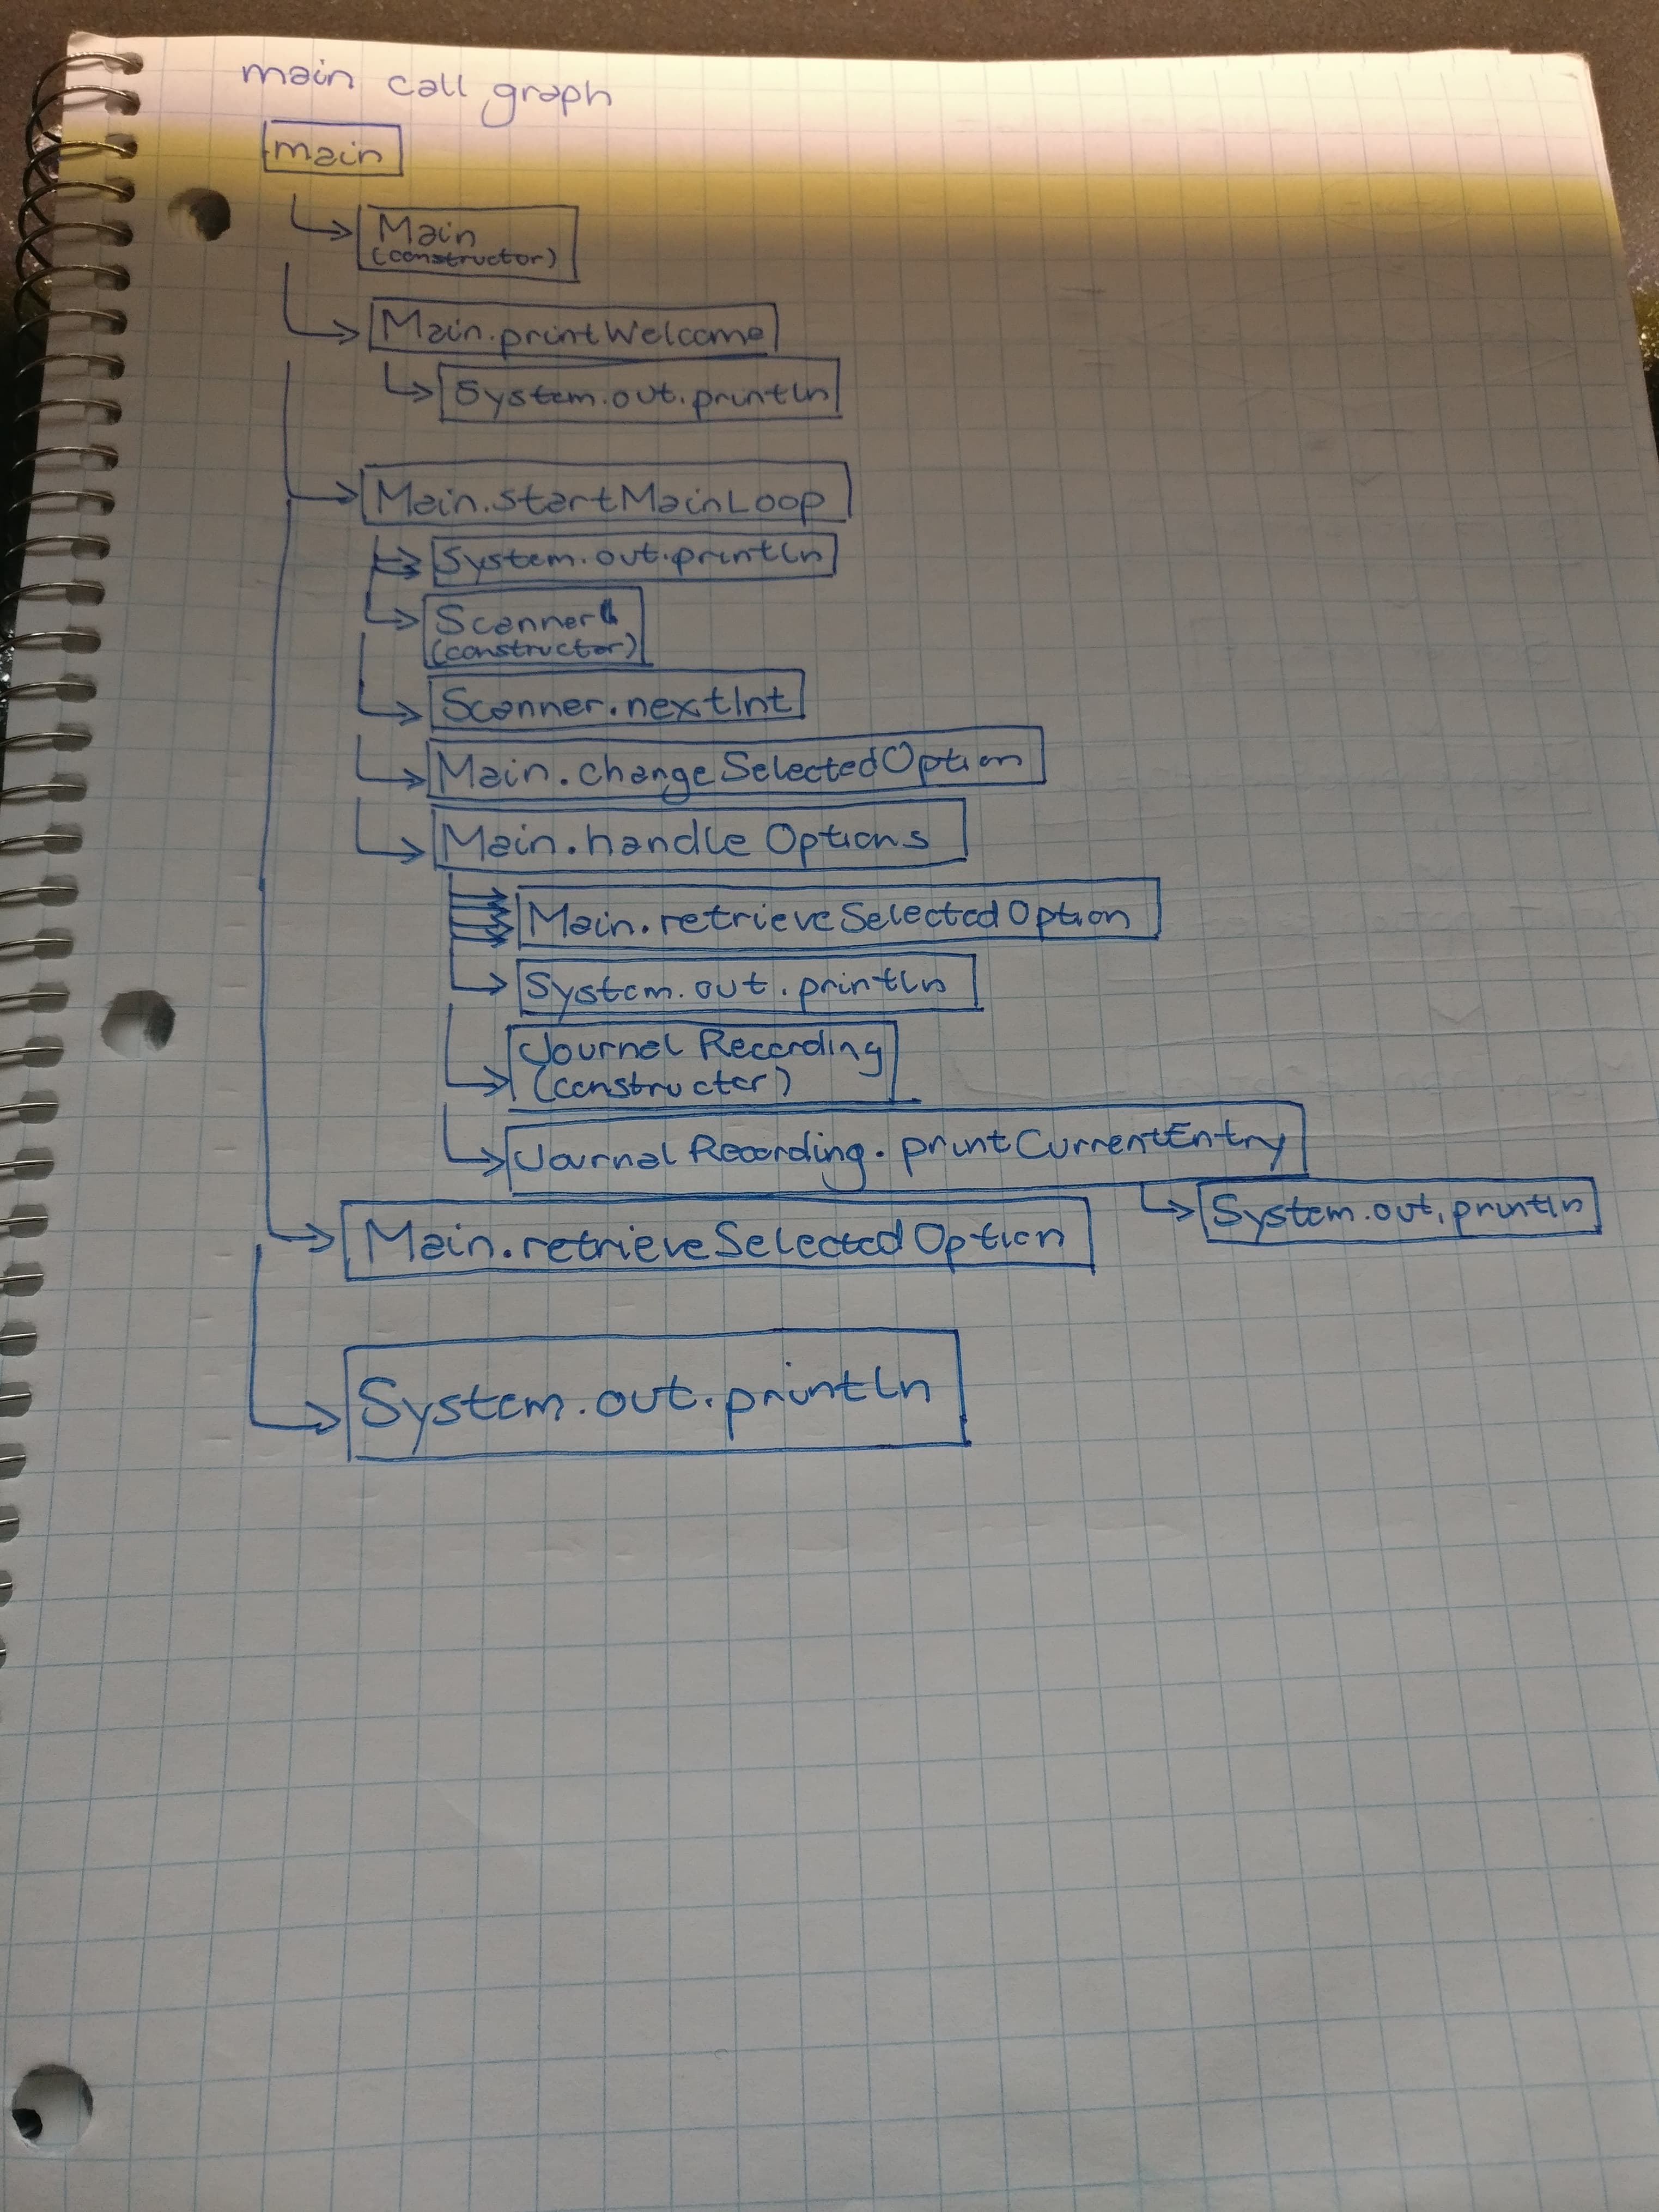 main call graph
main
Main
(constructor)
Main.printWelcome
System.out.println
Main.startMainLoop
System.out.println
Scanner
(constructor)
Scanner.nextInt
Main.changeSelectedOption
Main.handleOptions
Main.retrieveSelectedOption
System.out.println
Journal Recording
(constructor)
Journal Recording.printCurrentEntry
System.out.println
Main.retrieveSelectedOption
System.out.println